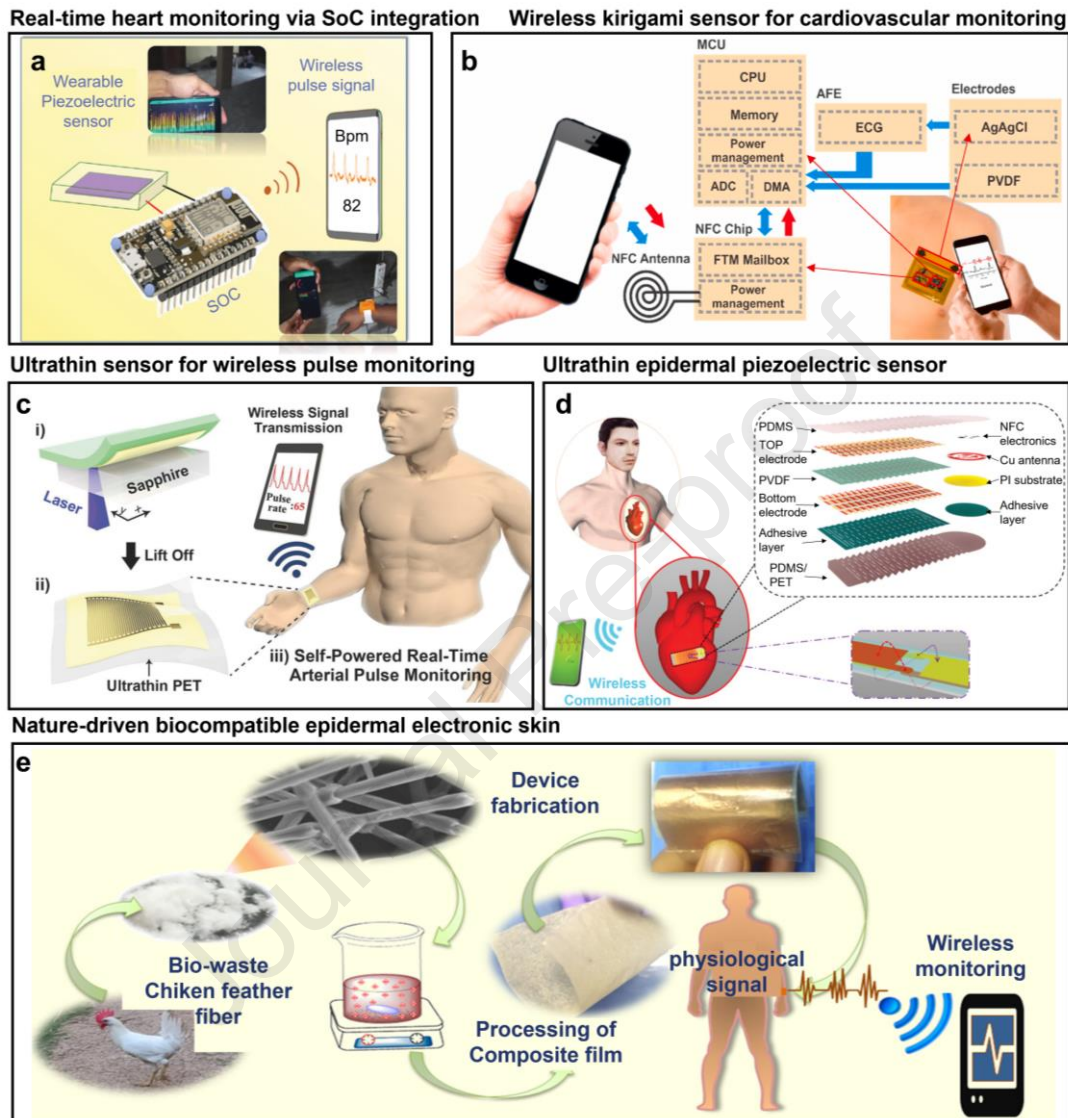 Real-time heart monitoring via SoC integration
a
Wearable
Piezoelectric
sensor
Wireless
pulse signal
Bpm
82
SOC
Wireless kirigami sensor for cardiovascular monitoring
b
MCU
CPU
Memory
Power
management
ADC
DMA
AFE
ECG
Electrodes
AgAgCl
PVDF
NFC Chip
FTM Mailbox
Power
management
NFC Antenna
Ultrathin sensor for wireless pulse monitoring
c
i)
Sapphire
Laser
x
y
Lift Off
ii)
Ultrathin PET
Wireless Signal
Transmission
Pulse
rate :65
iii) Self-Powered Real-Time
Arterial Pulse Monitoring
Ultrathin epidermal piezoelectric sensor
d
PDMS
TOP
electrode
PVDF
Bottom
electrode
Adhesive
layer
PDMS/
PET
NFC
electronics
Cu antenna
PI substrate
Adhesive
layer
Wireless
Communication
Nature-driven biocompatible epidermal electronic skin
e
Device
fabrication
Bio-waste
Chiken feather
fiber
Processing of
Composite film
physiological
signal
Wireless
monitoring
Journal Pre-proof